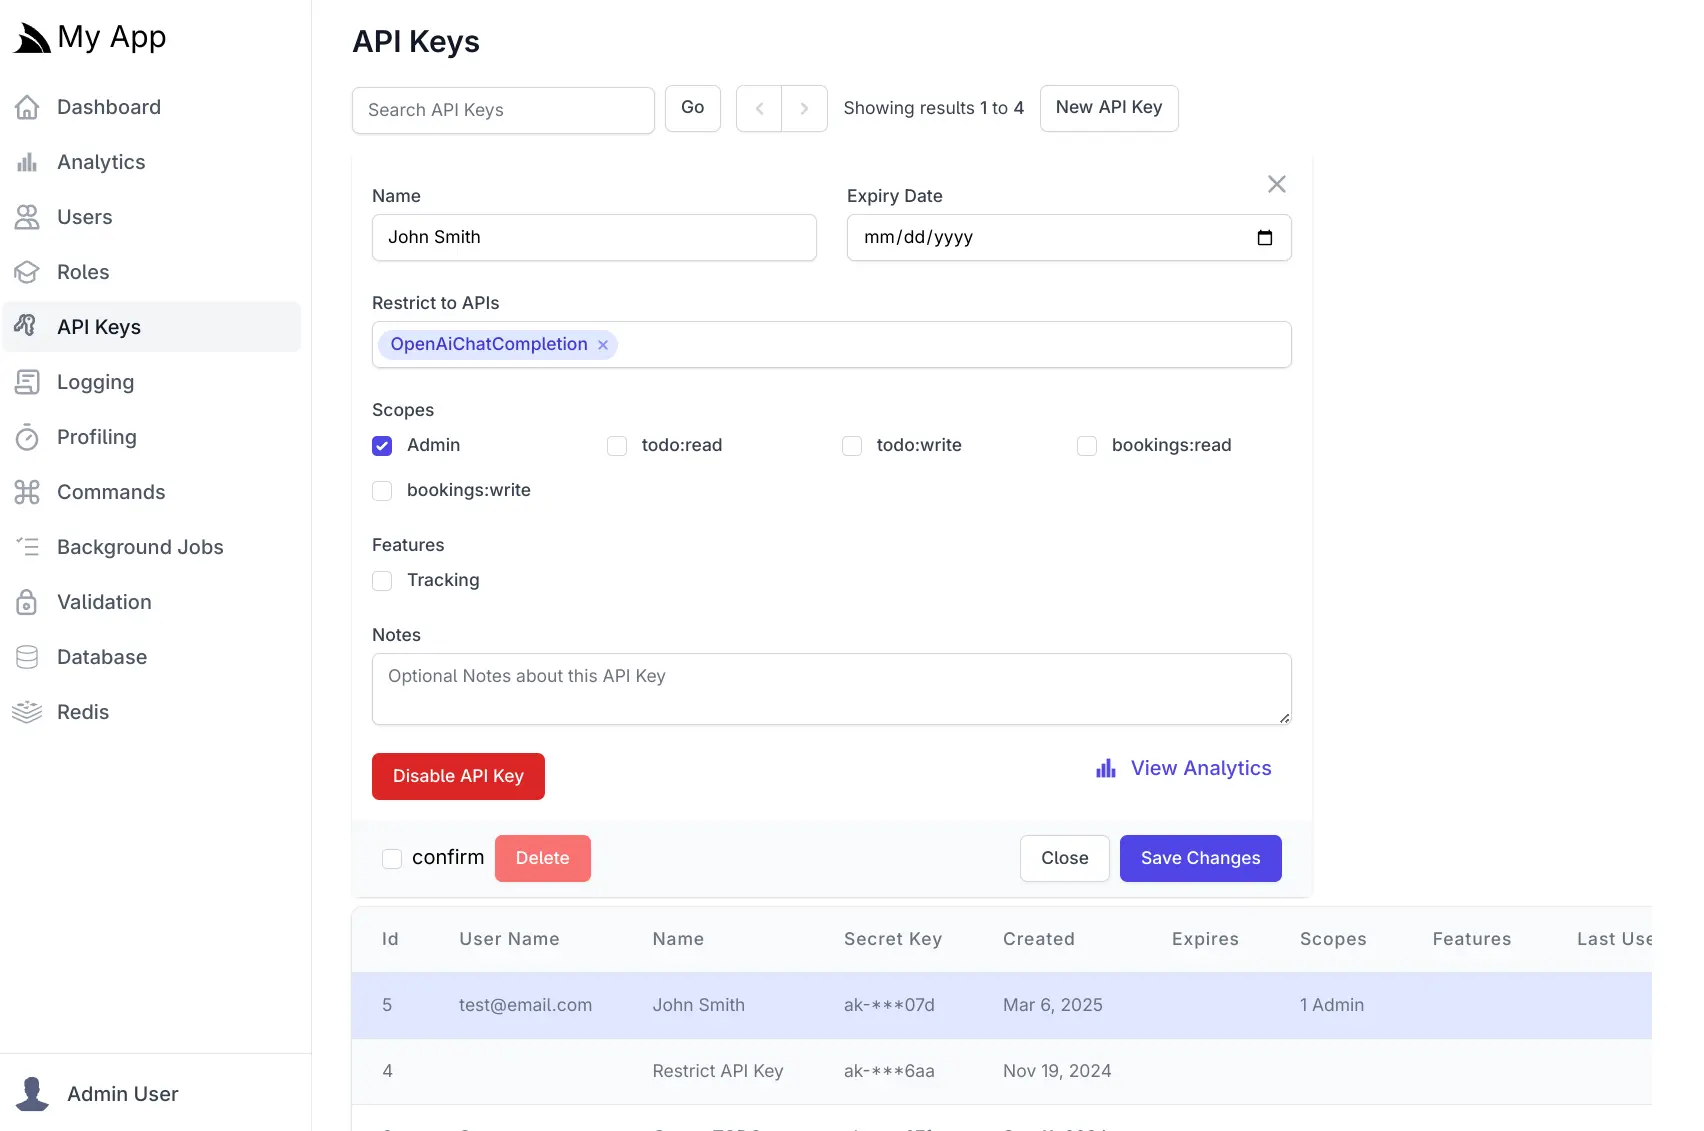 My App
Dashboard
Analytics
Users
Roles
API Keys
Logging
Profiling
Commands
Background Jobs
Validation
Database
Redis
Admin User
API Keys
Search API Keys
Go
Showing results 1 to 4
New API Key
Name
Expiry Date
John Smith
mm/dd/yyyy
Restrict to APIs
OpenAiChatCompletion
Scopes
Admin todo:read todo:write bookings:read
bookings:write
Features
Tracking
Notes
Optional Notes about this API Key
Disable API Key
View Analytics
confirm Delete Close Save Changes
Id User Name Name Secret Key Created Expires Scopes Features Last Use
5 test@email.com John Smith ak-***07d Mar 6, 2025 1 Admin
4 Restrict API Key ak-***6aa Nov 19, 2024